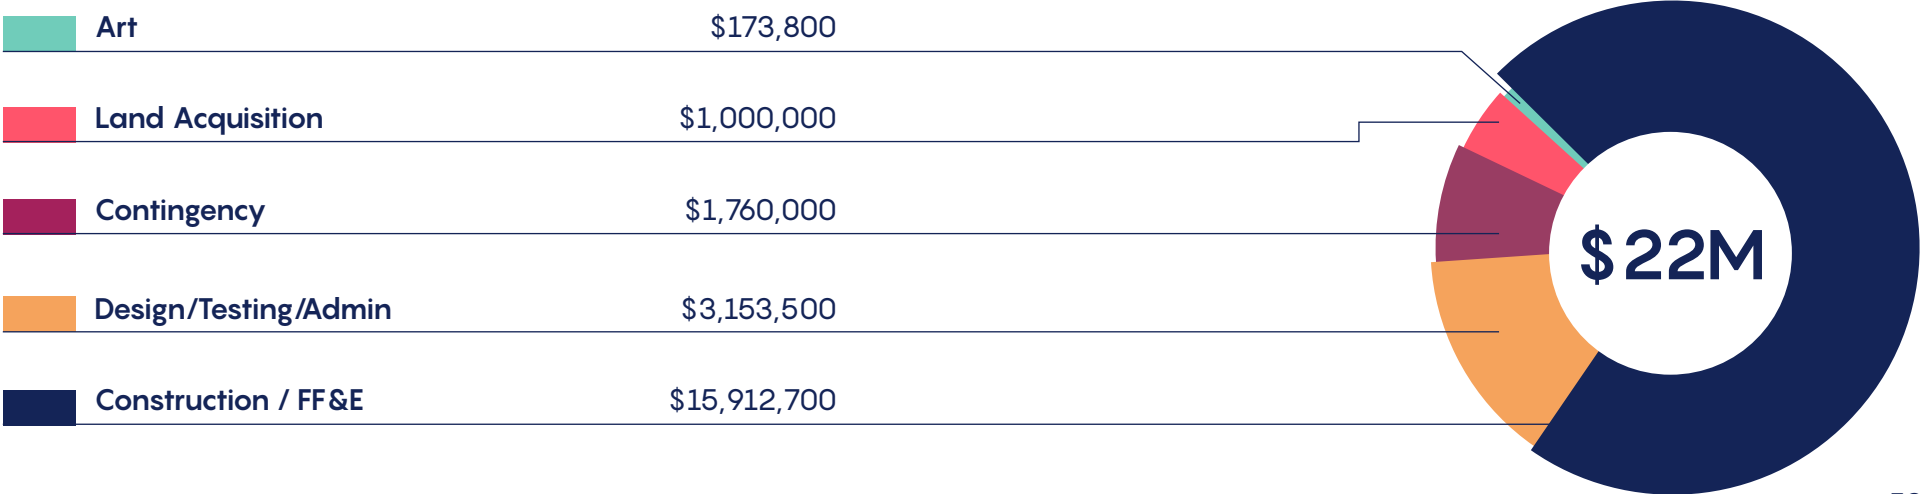 Art $173,800
Land Acquisition $1,000,000
Contingency $1,760,000
$22M
Design/Testing/Admin $3,153,500
Construction / FF&E $15,912,700